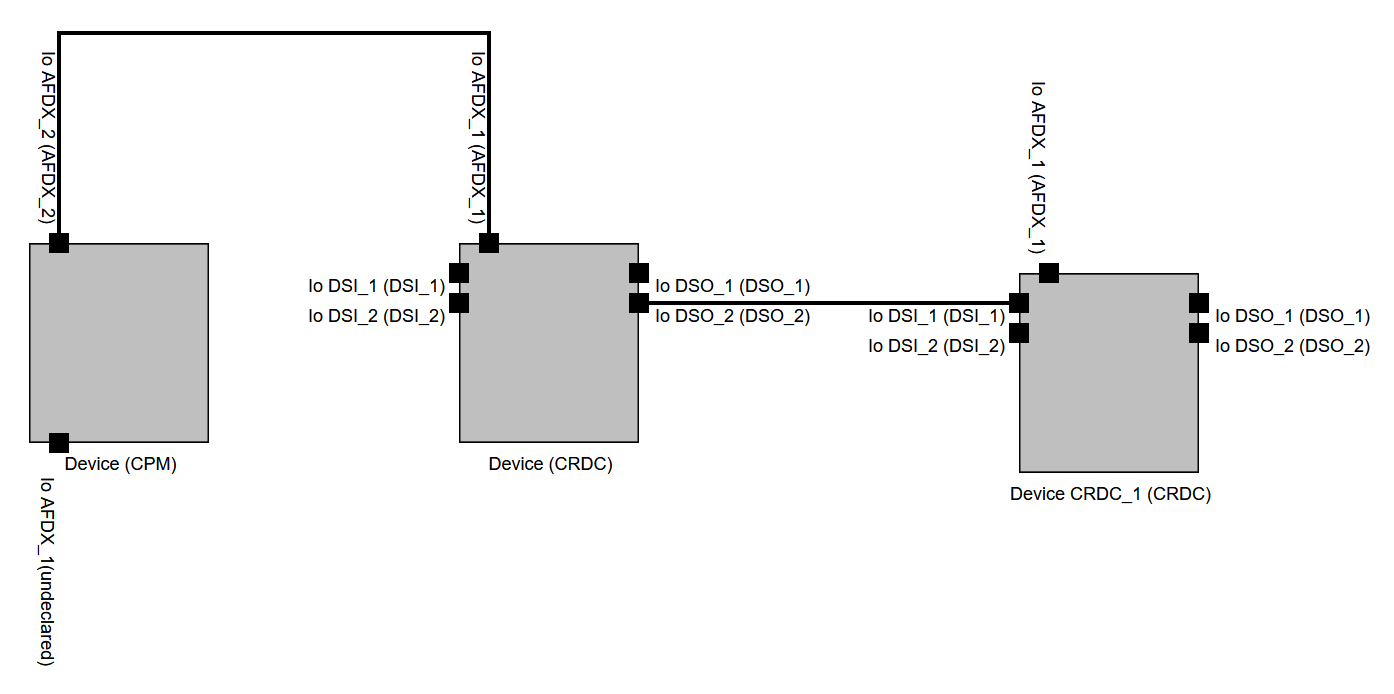 Io AFDX_2 (AFDX_2)
Io AFDX_1 (AFDX_1)
Io AFDX_1 (AFDX_1)
Io DSI_1 (DSI_1)
Io DSI_2 (DSI_2)
Io DSO_1 (DSO_1)
Io DSO_2 (DSO_2)
Io DSI_1 (DSI_1)
Io DSI_2 (DSI_2)
Io DSO_1 (DSO_1)
Io DSO_2 (DSO_2)
Device (CPM)
Device (CRDC)
Device CRDC_1 (CRDC)
Io AFDX_1(undeclared)